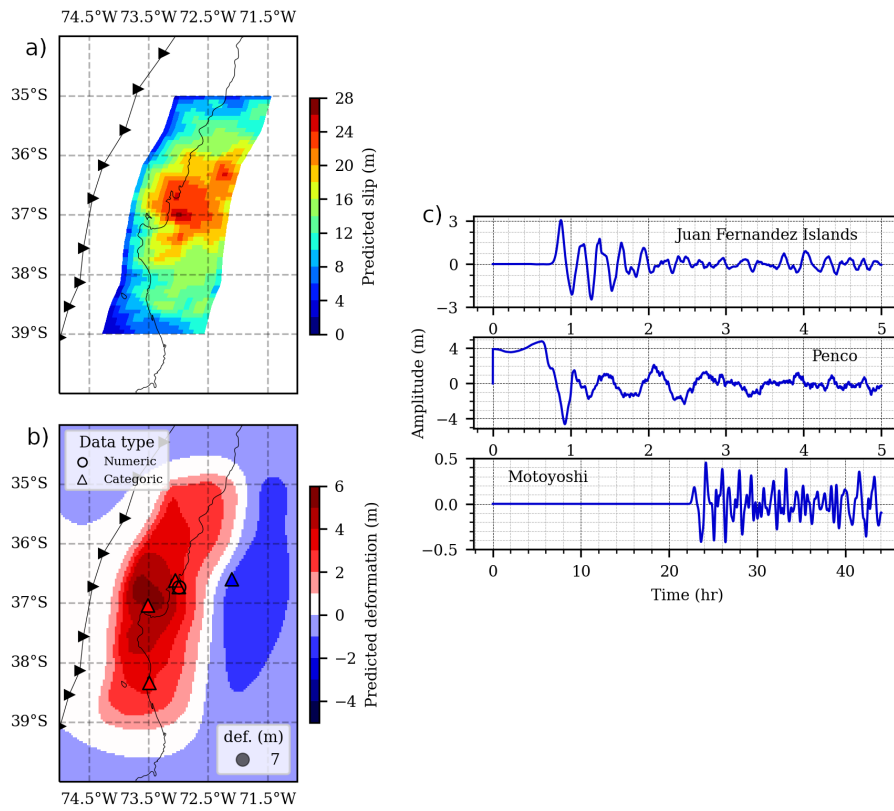 74.5°W 73.5°W 72.5°W 71.5°W
a)
35°S
36°S
37°S
38°S
39°S
28
24
20
16
12
8
4
0
Predicted slip (m)
b)
Data type
Numeric
Categoric
35°S
36°S
37°S
38°S
39°S
def. (m)
7
74.5°W 73.5°W 72.5°W 71.5°W
6
4
2
0
−2
−4
Predicted deformation (m)
c)
Juan Fernandez Islands
3
0
−3
0 1 2 3 4 5
Penco
4
0
−4
0 1 2 3 4 5
Motoyoshi
0.5
0.0
−0.5
0 10 20 30 40
Amplitude (m)
Time (hr)